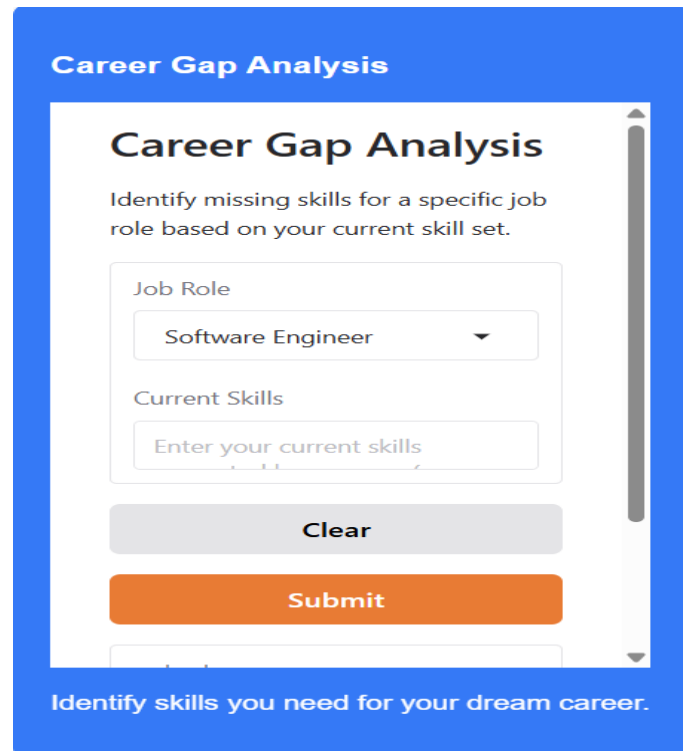 Career Gap Analysis
Career Gap Analysis
Identify missing skills for a specific job
role based on your current skill set.
Job Role
Software Engineer
Current Skills
Enter your current skills
Clear
Submit
Identify skills you need for your dream career.